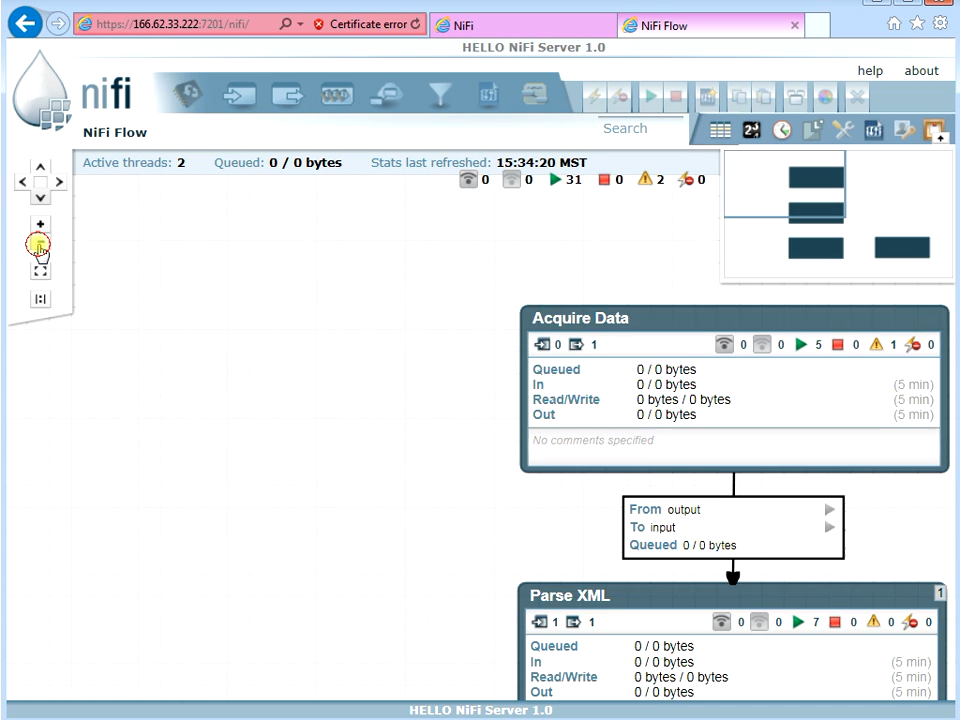 https://166.62.33.222:7201/nifi/
Certificate error
NiFi
NiFi Flow
HELLO NiFi Server 1.0
nifi
help
about
NiFi Flow
Search
Active threads: 2
Queued: 0 / 0 bytes
Stats last refreshed: 15:34:20 MST
0 0 31 0 2 0
Acquire Data
0 1 0 0 5 0 1 0
Queued 0 / 0 bytes
In 0 / 0 bytes (5 min)
Read/Write 0 bytes / 0 bytes (5 min)
Out 0 / 0 bytes (5 min)
No comments specified
From output
To input
Queued 0 / 0 bytes
Parse XML 1
1 1 0 0 7 0 0 0
Queued 0 / 0 bytes
In 0 / 0 bytes (5 min)
Read/Write 0 bytes / 0 bytes (5 min)
Out 0 / 0 bytes (5 min)
HELLO NiFi Server 1.0